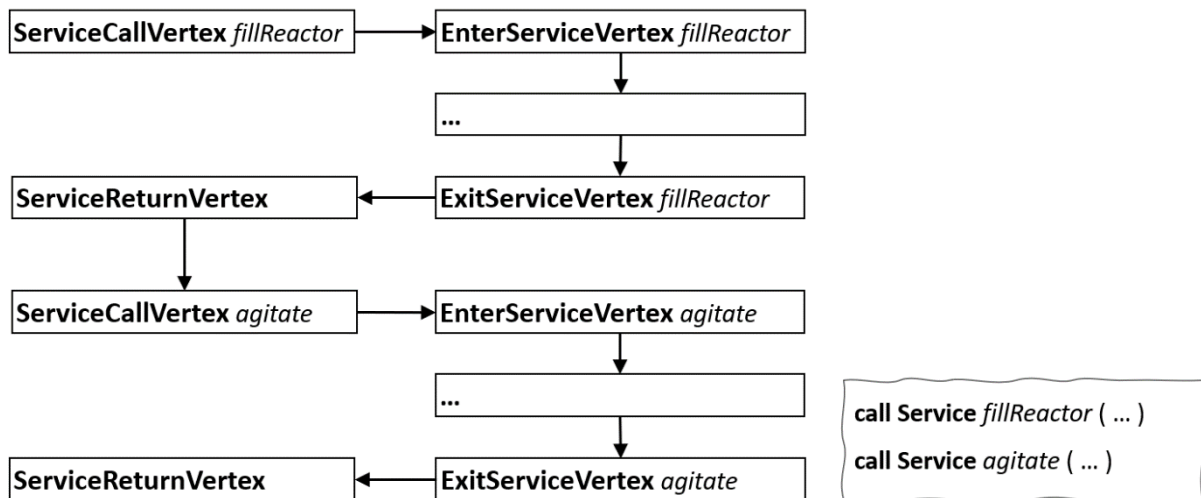 ServiceCallVertex fillReactor
EnterServiceVertex fillReactor
...
ServiceReturnVertex
ExitServiceVertex fillReactor
ServiceCallVertex agitate
EnterServiceVertex agitate
...
call Service fillReactor ( ... )
call Service agitate ( ... )
ServiceReturnVertex
ExitServiceVertex agitate